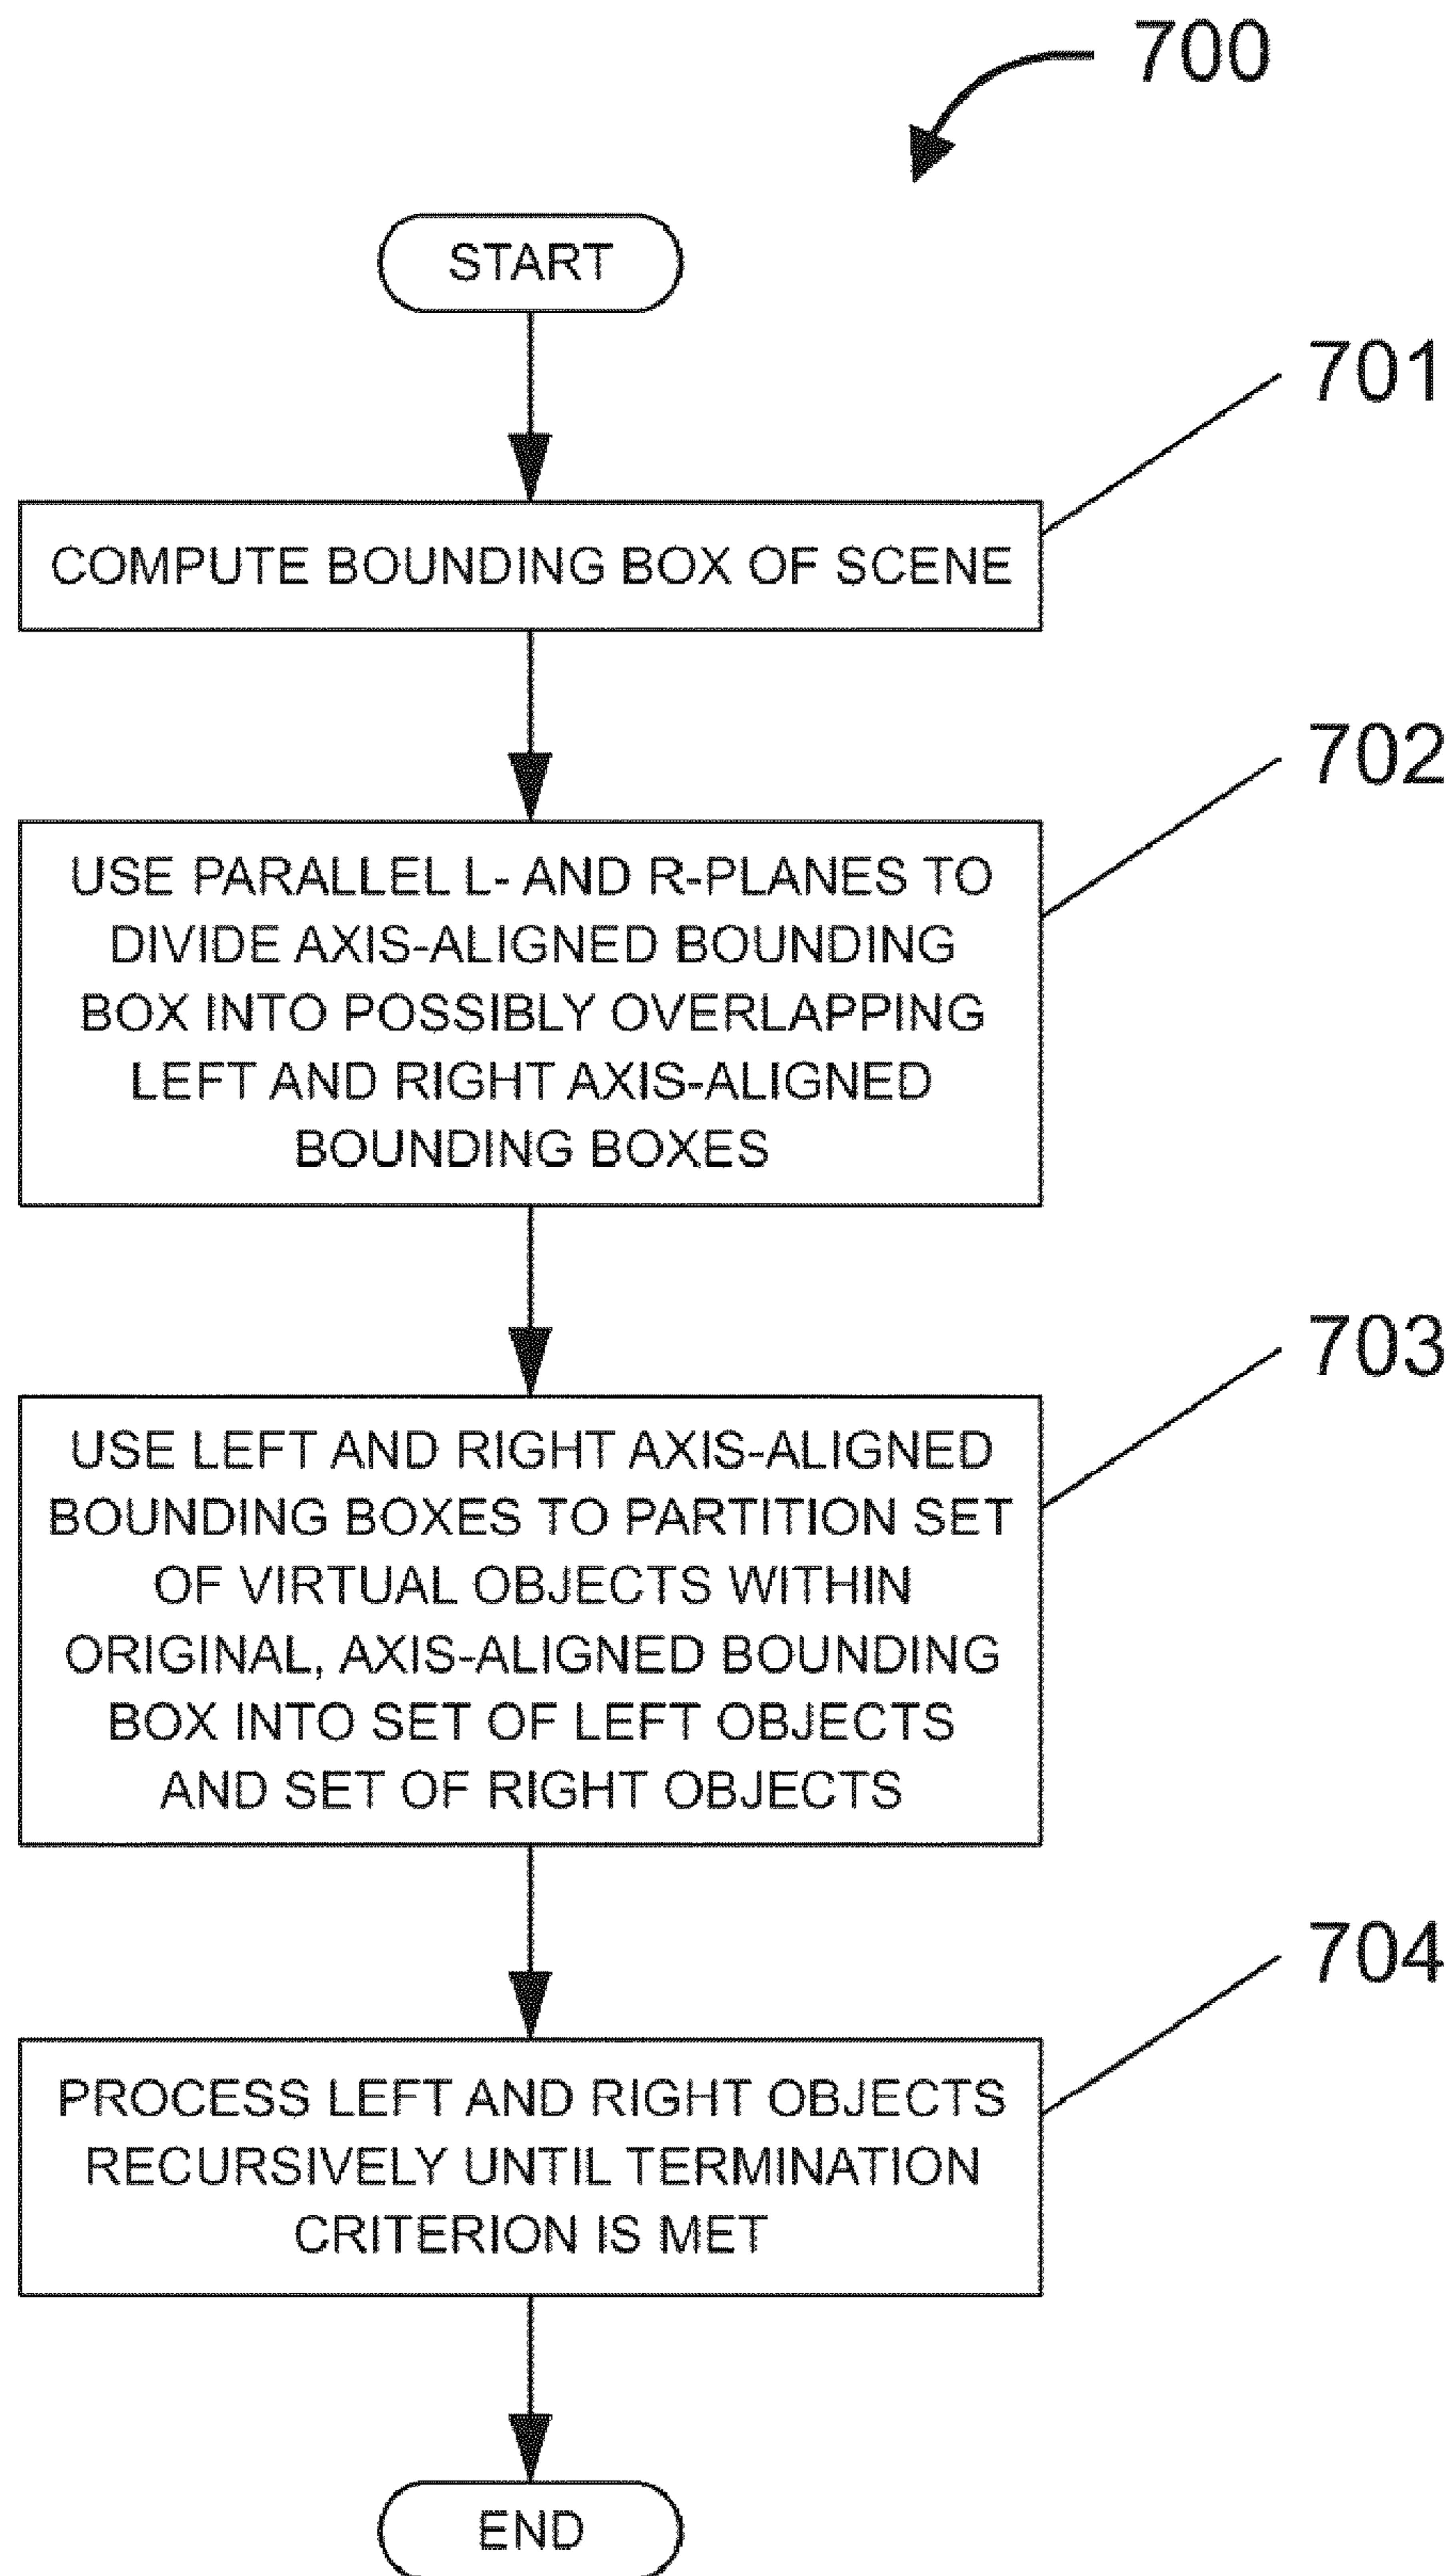 700
START
701
COMPUTE BOUNDING BOX OF SCENE
702
USE PARALLEL L- AND R-PLANES TO
DIVIDE AXIS-ALIGNED BOUNDING
BOX INTO POSSIBLY OVERLAPPING
LEFT AND RIGHT AXIS-ALIGNED
BOUNDING BOXES
703
USE LEFT AND RIGHT AXIS-ALIGNED
BOUNDING BOXES TO PARTITION SET
OF VIRTUAL OBJECTS WITHIN
ORIGINAL, AXIS-ALIGNED BOUNDING
BOX INTO SET OF LEFT OBJECTS
AND SET OF RIGHT OBJECTS
704
PROCESS LEFT AND RIGHT OBJECTS
RECURSIVELY UNTIL TERMINATION
CRITERION IS MET
END